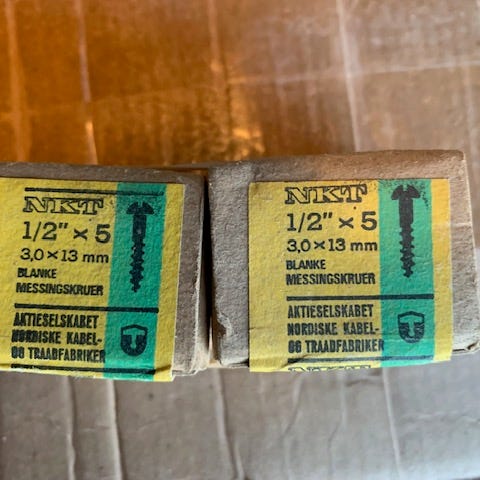 NKT
1/2" × 5
3,0 × 13 mm
BLANKE
MESSINGSKRUER
AKTIESELSKABET
NORDISKE KABEL-
OG TRAADFABRIKER
NKT
1/2" × 5
3,0 × 13 mm
BLANKE
MESSINGSKRUER
AKTIESELSKABET
NORDISKE KABEL-
OG TRAADFABRIKER
NKT